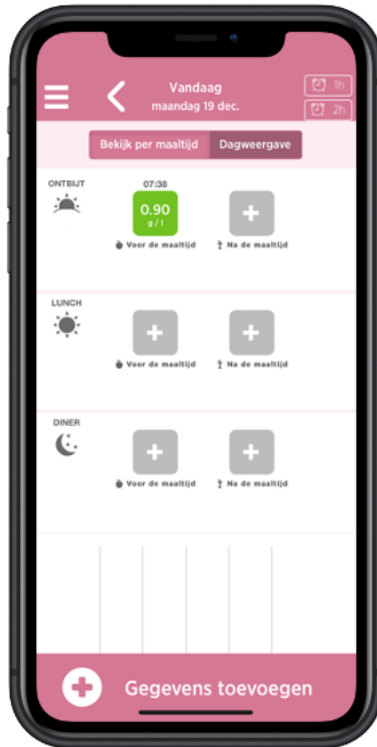 Vandaag
maandag 19 dec.
1h
2h
Bekijk per maaltijd Dagweergave
ONTBIJT
07:38
0.90
g/l
Voor de maaltijd Na de maaltijd
LUNCH
Voor de maaltijd Na de maaltijd
DINER
Voor de maaltijd Na de maaltijd
Gegevens toevoegen